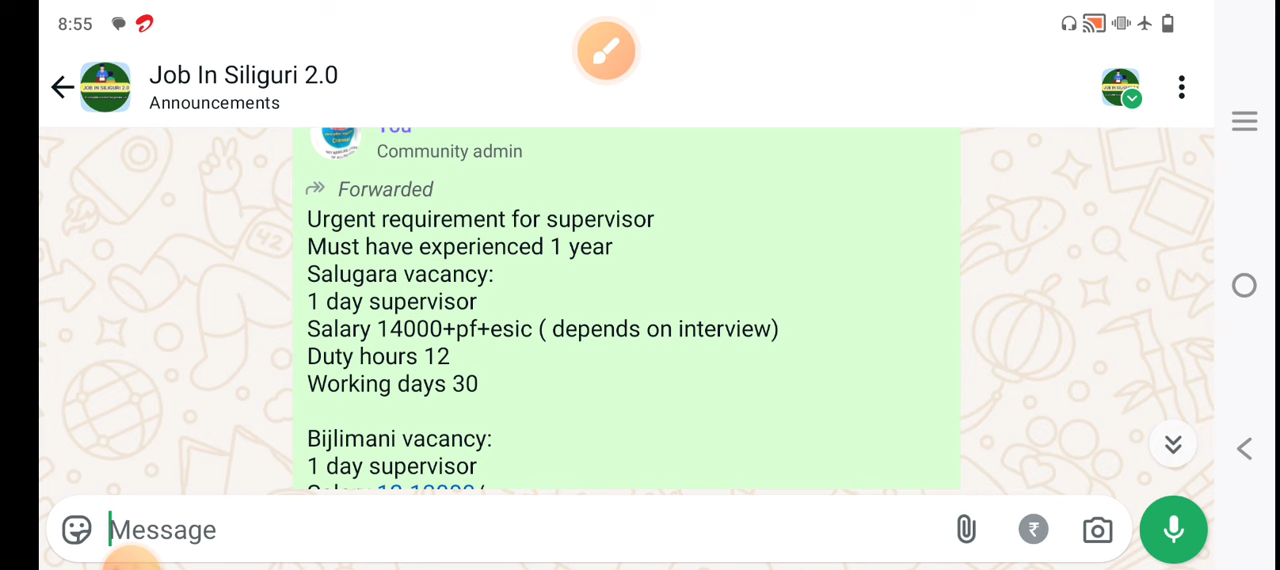 8:55
Job In Siliguri 2.0
Announcements
You
Community admin
Forwarded
Urgent requirement for supervisor
Must have experienced 1 year
Salugara vacancy:
1 day supervisor
Salary 14000+pf+esic ( depends on interview)
Duty hours 12
Working days 30
Bijlimani vacancy:
1 day supervisor
Message